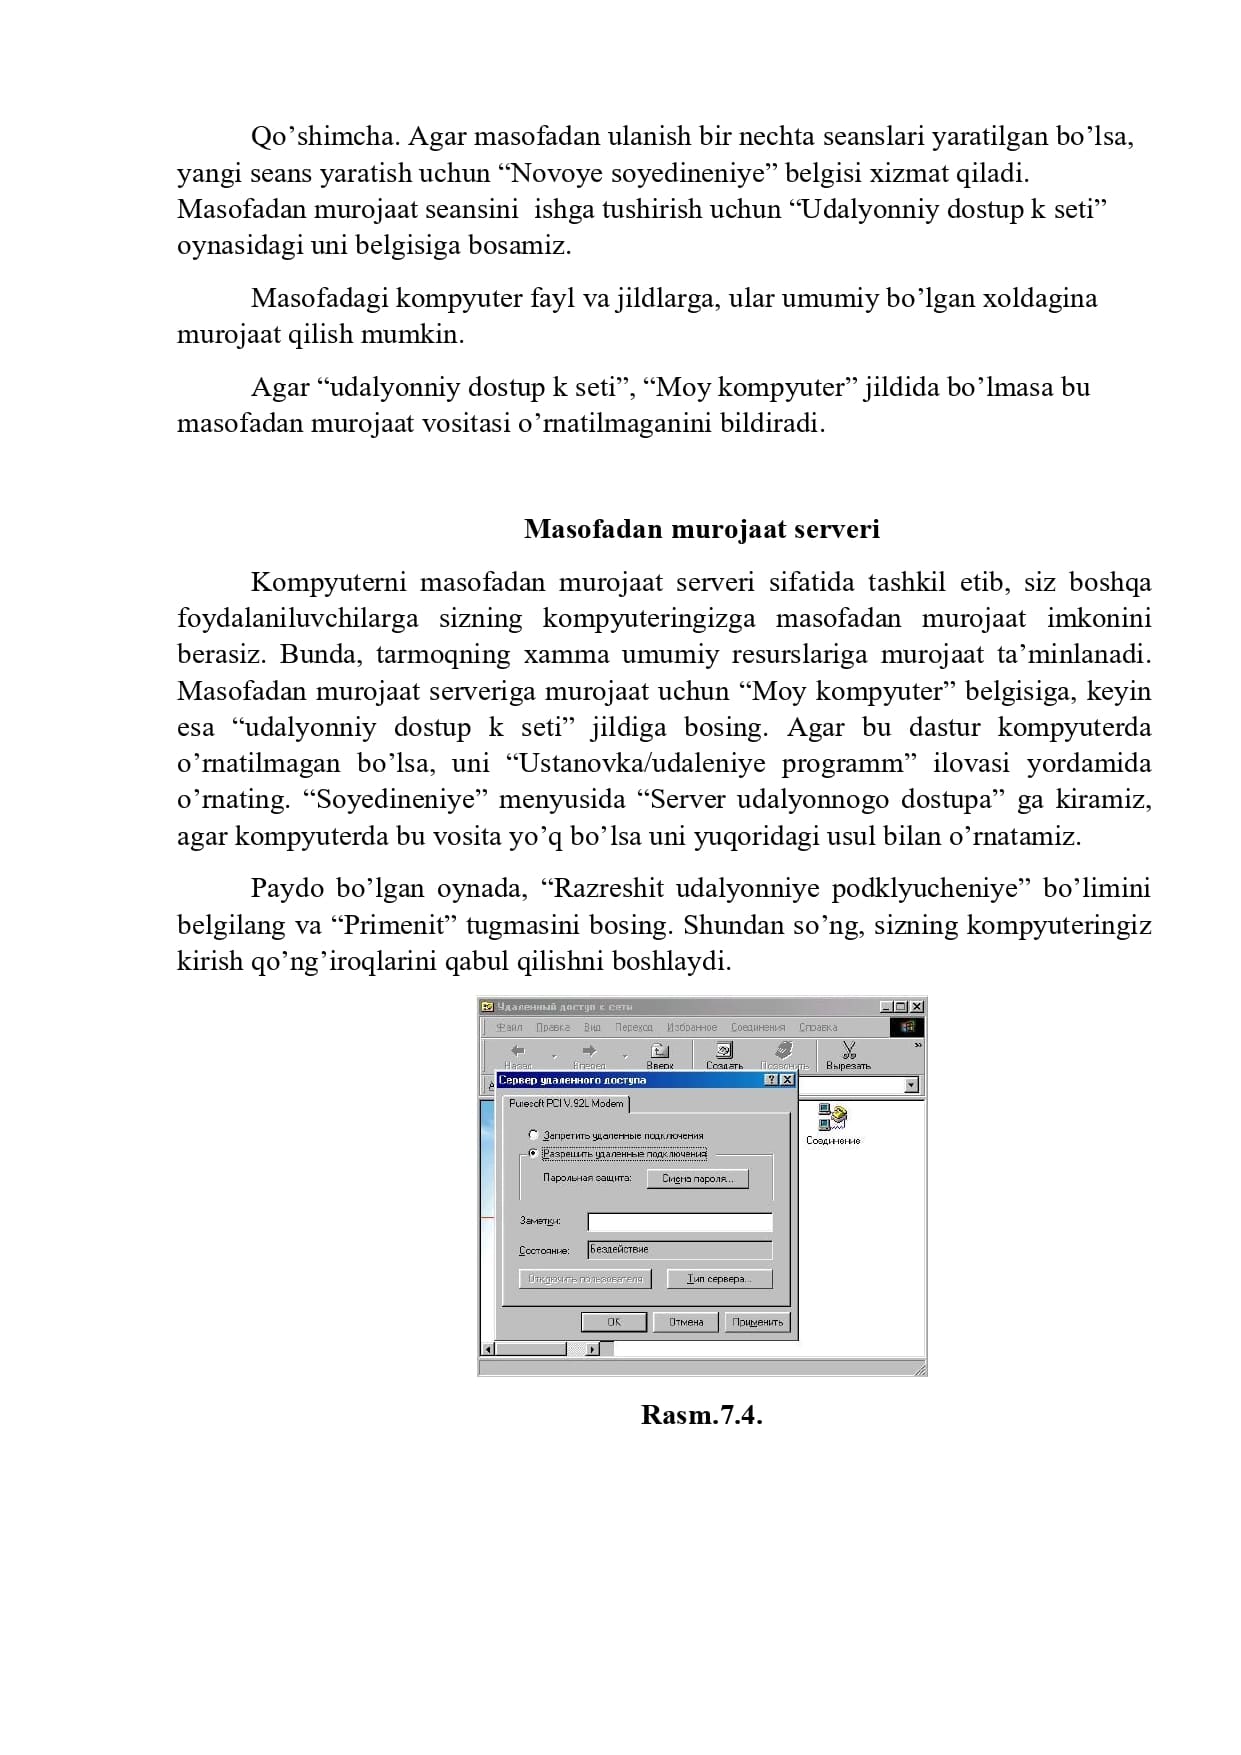 Qo’shimcha. Agar masofadan ulanish bir nechta seanslari yaratilgan bo’lsa,
yangi seans yaratish uchun “Novoye soyedineniye” belgisi xizmat qiladi.
Masofadan murojaat seansini ishga tushirish uchun “Udalyonniy dostup k seti”
oynasidagi uni belgisiga bosamiz.
Masofadagi kompyuter fayl va jildlarga, ular umumiy bo’lgan xoldagina
murojaat qilish mumkin.
Agar “udalyonniy dostup k seti”, “Moy kompyuter” jildida bo’lmasa bu
masofadan murojaat vositasi o’rnatilmaganini bildiradi.
Masofadan murojaat serveri
Kompyuterni masofadan murojaat serveri sifatida tashkil etib, siz boshqa
foydalaniluvchilarga sizning kompyuteringizga masofadan murojaat imkonini
berasiz. Bunda, tarmoqning xamma umumiy resurslariga murojaat ta’minlanadi.
Masofadan murojaat serveriga murojaat uchun “Moy kompyuter” belgisiga, keyin
esa “udalyonniy dostup k seti” jildiga bosing. Agar bu dastur kompyuterda
o’rnatilmagan bo’lsa, uni “Ustanovka/udaleniye programm” ilovasi yordamida
o’rnating. “Soyedineniye” menyusida “Server udalyonnogo dostupa” ga kiramiz,
agar kompyuterda bu vosita yo’q bo’lsa uni yuqoridagi usul bilan o’rnatamiz.
Paydo bo’lgan oynada, “Razreshit udalyonniye podklyucheniye” bo’limini
belgilang va “Primenit” tugmasini bosing. Shundan so’ng, sizning kompyuteringiz
kirish qo’ng’iroqlarini qabul qilishni boshlaydi.
Удаленный доступ к сети
Файл Правка Вид Переход Избранное Соединения Справка
Назад Вперед Вверх Создать Позвонить Вырезать
Сервер удаленного доступа
PCI V.92L Modem
Запретить удаленные подключения
Разрешить удаленные подключения
Соединение
Парольная защита: Смена пароля...
Заметки:
Состояние: Бездействие
Отключить пользователя Тип сервера...
OK Отмена Применить
Rasm.7.4.